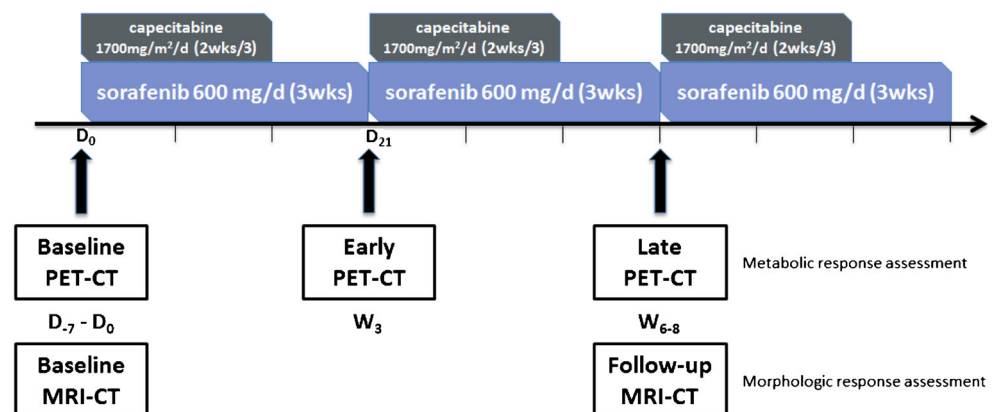 capecitabine
1700mg/m²/d (2wks/3)
capecitabine
1700mg/m²/d (2wks/3)
capecitabine
1700mg/m²/d (2wks/3)
sorafenib 600 mg/d (3wks)
sorafenib 600 mg/d (3wks)
sorafenib 600 mg/d (3wks)
D₀
D₂₁
Baseline
PET-CT
Early
PET-CT
Late
PET-CT
Metabolic response assessment
D₋₇ - D₀
W₃
W₆₋₈
Baseline
MRI-CT
Follow-up
MRI-CT
Morphologic response assessment